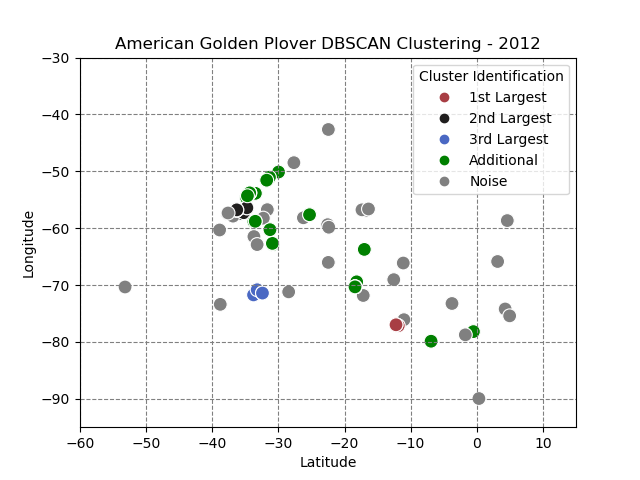 American Golden Plover DBSCAN Clustering - 2012
Cluster Identification
1st Largest
2nd Largest
3rd Largest
Additional
Noise
Longitude
−30
−40
−50
−60
−70
−80
−90
−60
−50
−40
−30
−20
−10
0
10
Latitude